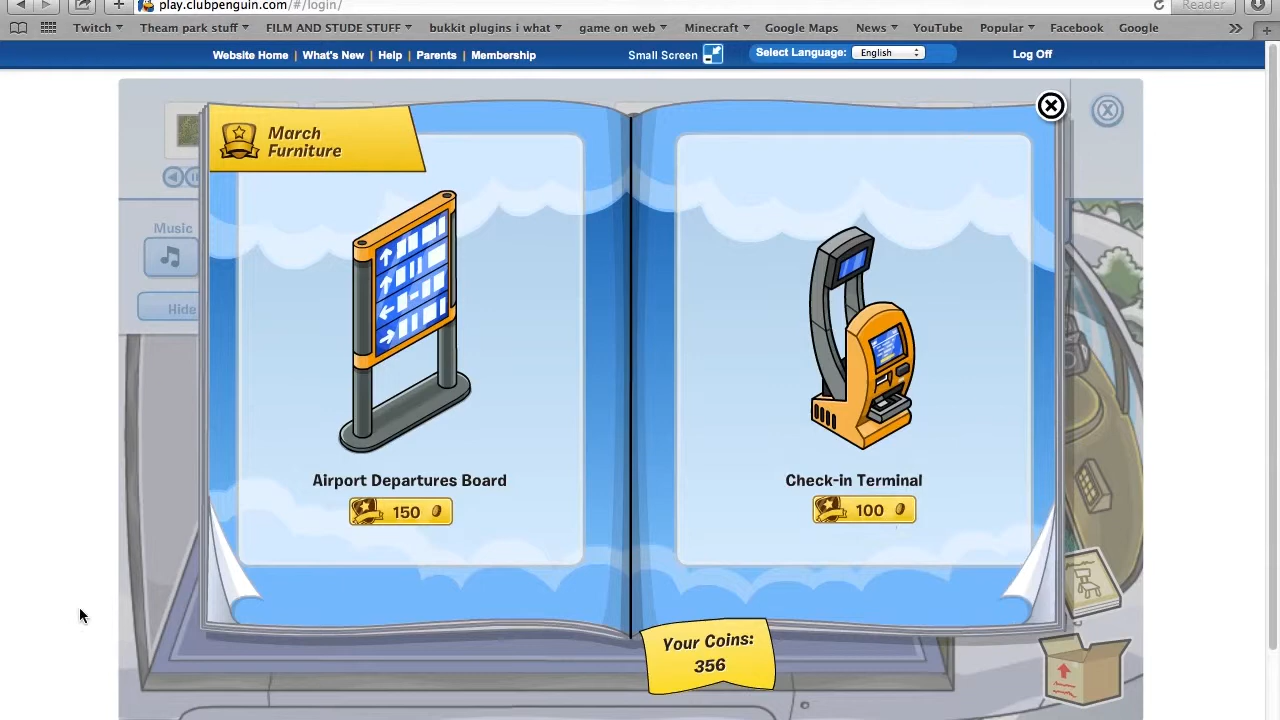 play.clubpenguin.com/#/login/
Reader
Twitch Theam park stuff FILM AND STUDE STUFF bukkit plugins i what game on web Minecraft Google Maps News YouTube Popular Facebook Google
Website Home | What's New | Help | Parents | Membership
Small Screen
Select Language: English
Log Off
March
Furniture
Music
Hide
Airport Departures Board
150
Check-in Terminal
100
Your Coins:
356